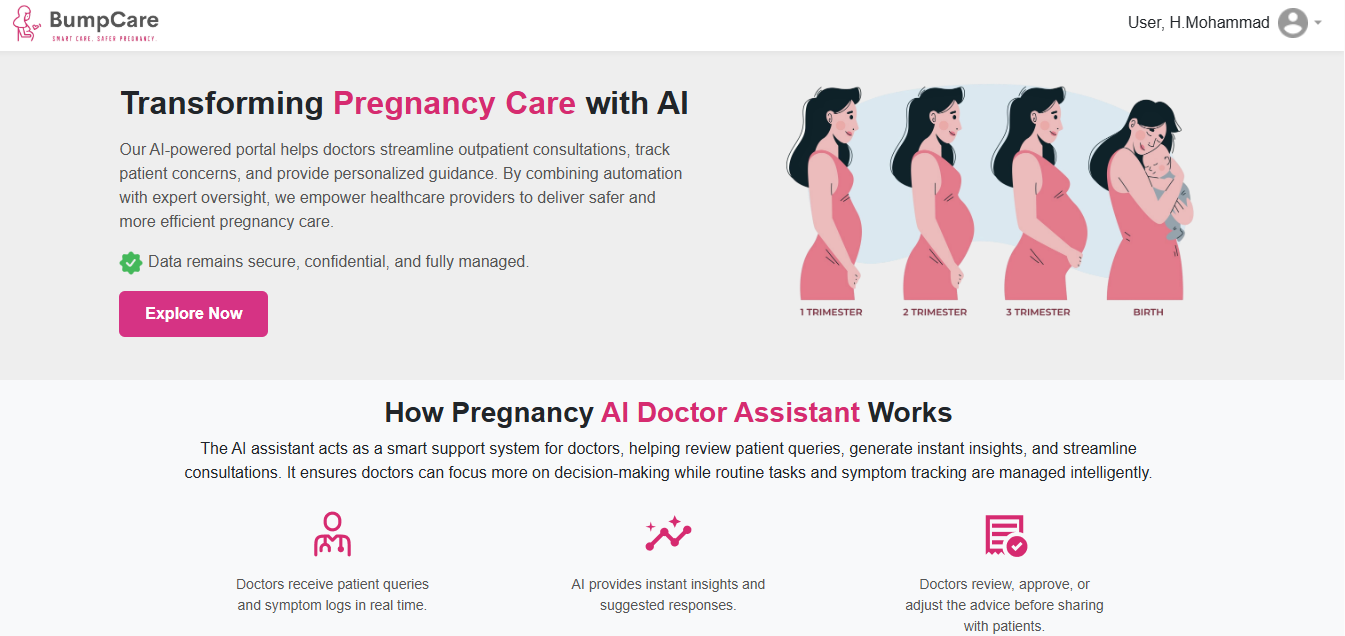 BumpCare
SMART CARE. SAFER PREGNANCY.
User, H.Mohammad
Transforming Pregnancy Care with AI
Our AI-powered portal helps doctors streamline outpatient consultations, track
patient concerns, and provide personalized guidance. By combining automation
with expert oversight, we empower healthcare providers to deliver safer and
more efficient pregnancy care.
Data remains secure, confidential, and fully managed.
Explore Now
1 TRIMESTER
2 TRIMESTER
3 TRIMESTER
BIRTH
How Pregnancy AI Doctor Assistant Works
The AI assistant acts as a smart support system for doctors, helping review patient queries, generate instant insights, and streamline
consultations. It ensures doctors can focus more on decision-making while routine tasks and symptom tracking are managed intelligently.
Doctors receive patient queries
and symptom logs in real time.
AI provides instant insights and
suggested responses.
Doctors review, approve, or
adjust the advice before sharing
with patients.